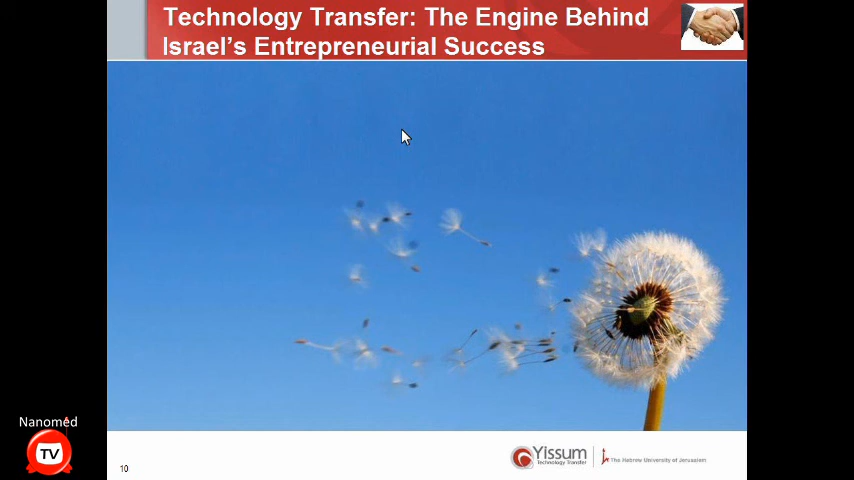 Technology Transfer: The Engine Behind
Israel's Entrepreneurial Success
Nanomed
TV
10
Yissum
Technology Transfer
The Hebrew University of Jerusalem